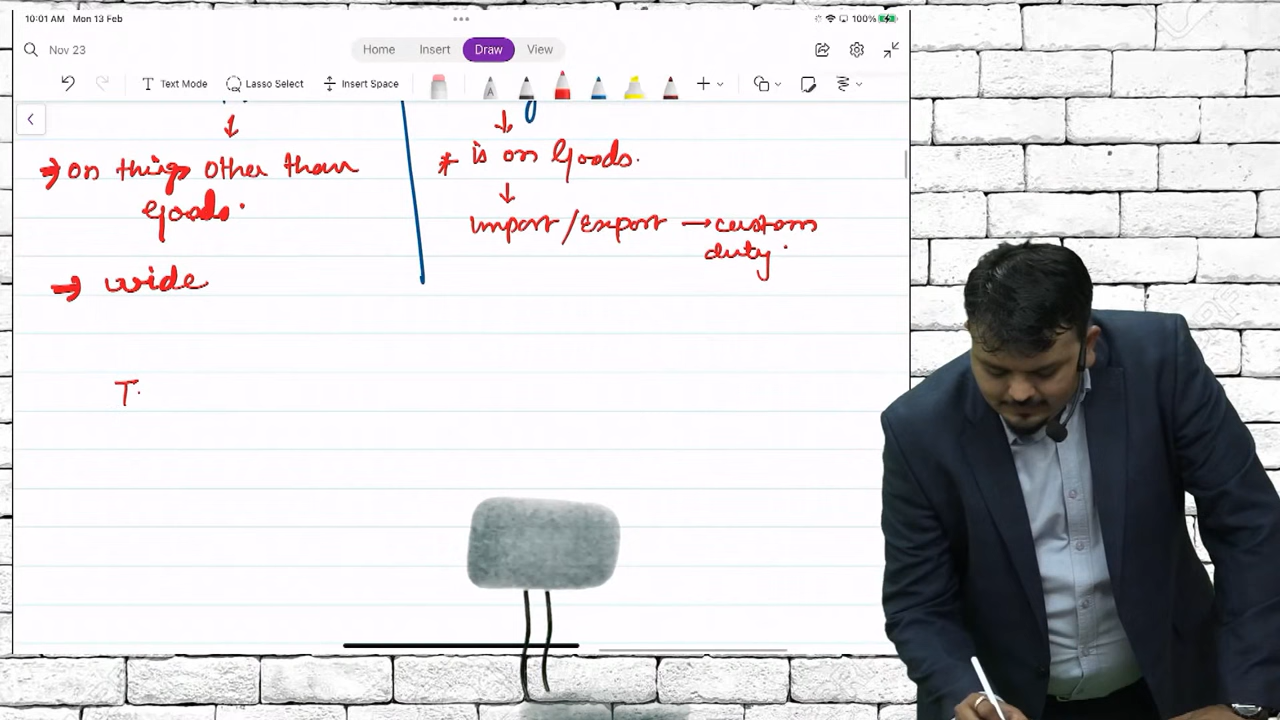 10:01 AM Mon 13 Feb
100%
Nov 23
Home Insert Draw View
Text Mode Lasso Select Insert Space
→ on things other than
Goods.
→ wide
* is on Goods.
↓
Import/Export → customs
duty.
T